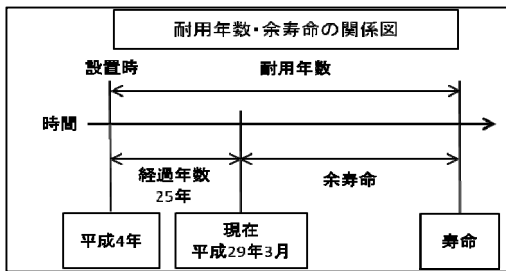 耐用年数・余寿命の関係図
設置時
耐用年数
時間
経過年数
25年
余寿命
平成4年
現在
平成29年3月
寿命